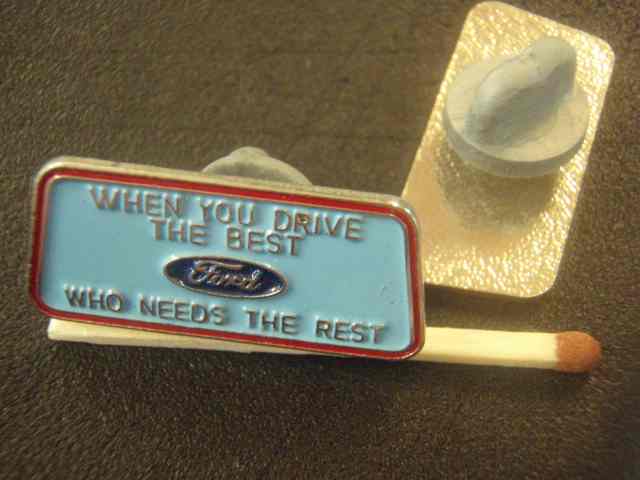 WHEN YOU DRIVE
THE BEST
Ford
WHO NEEDS THE REST